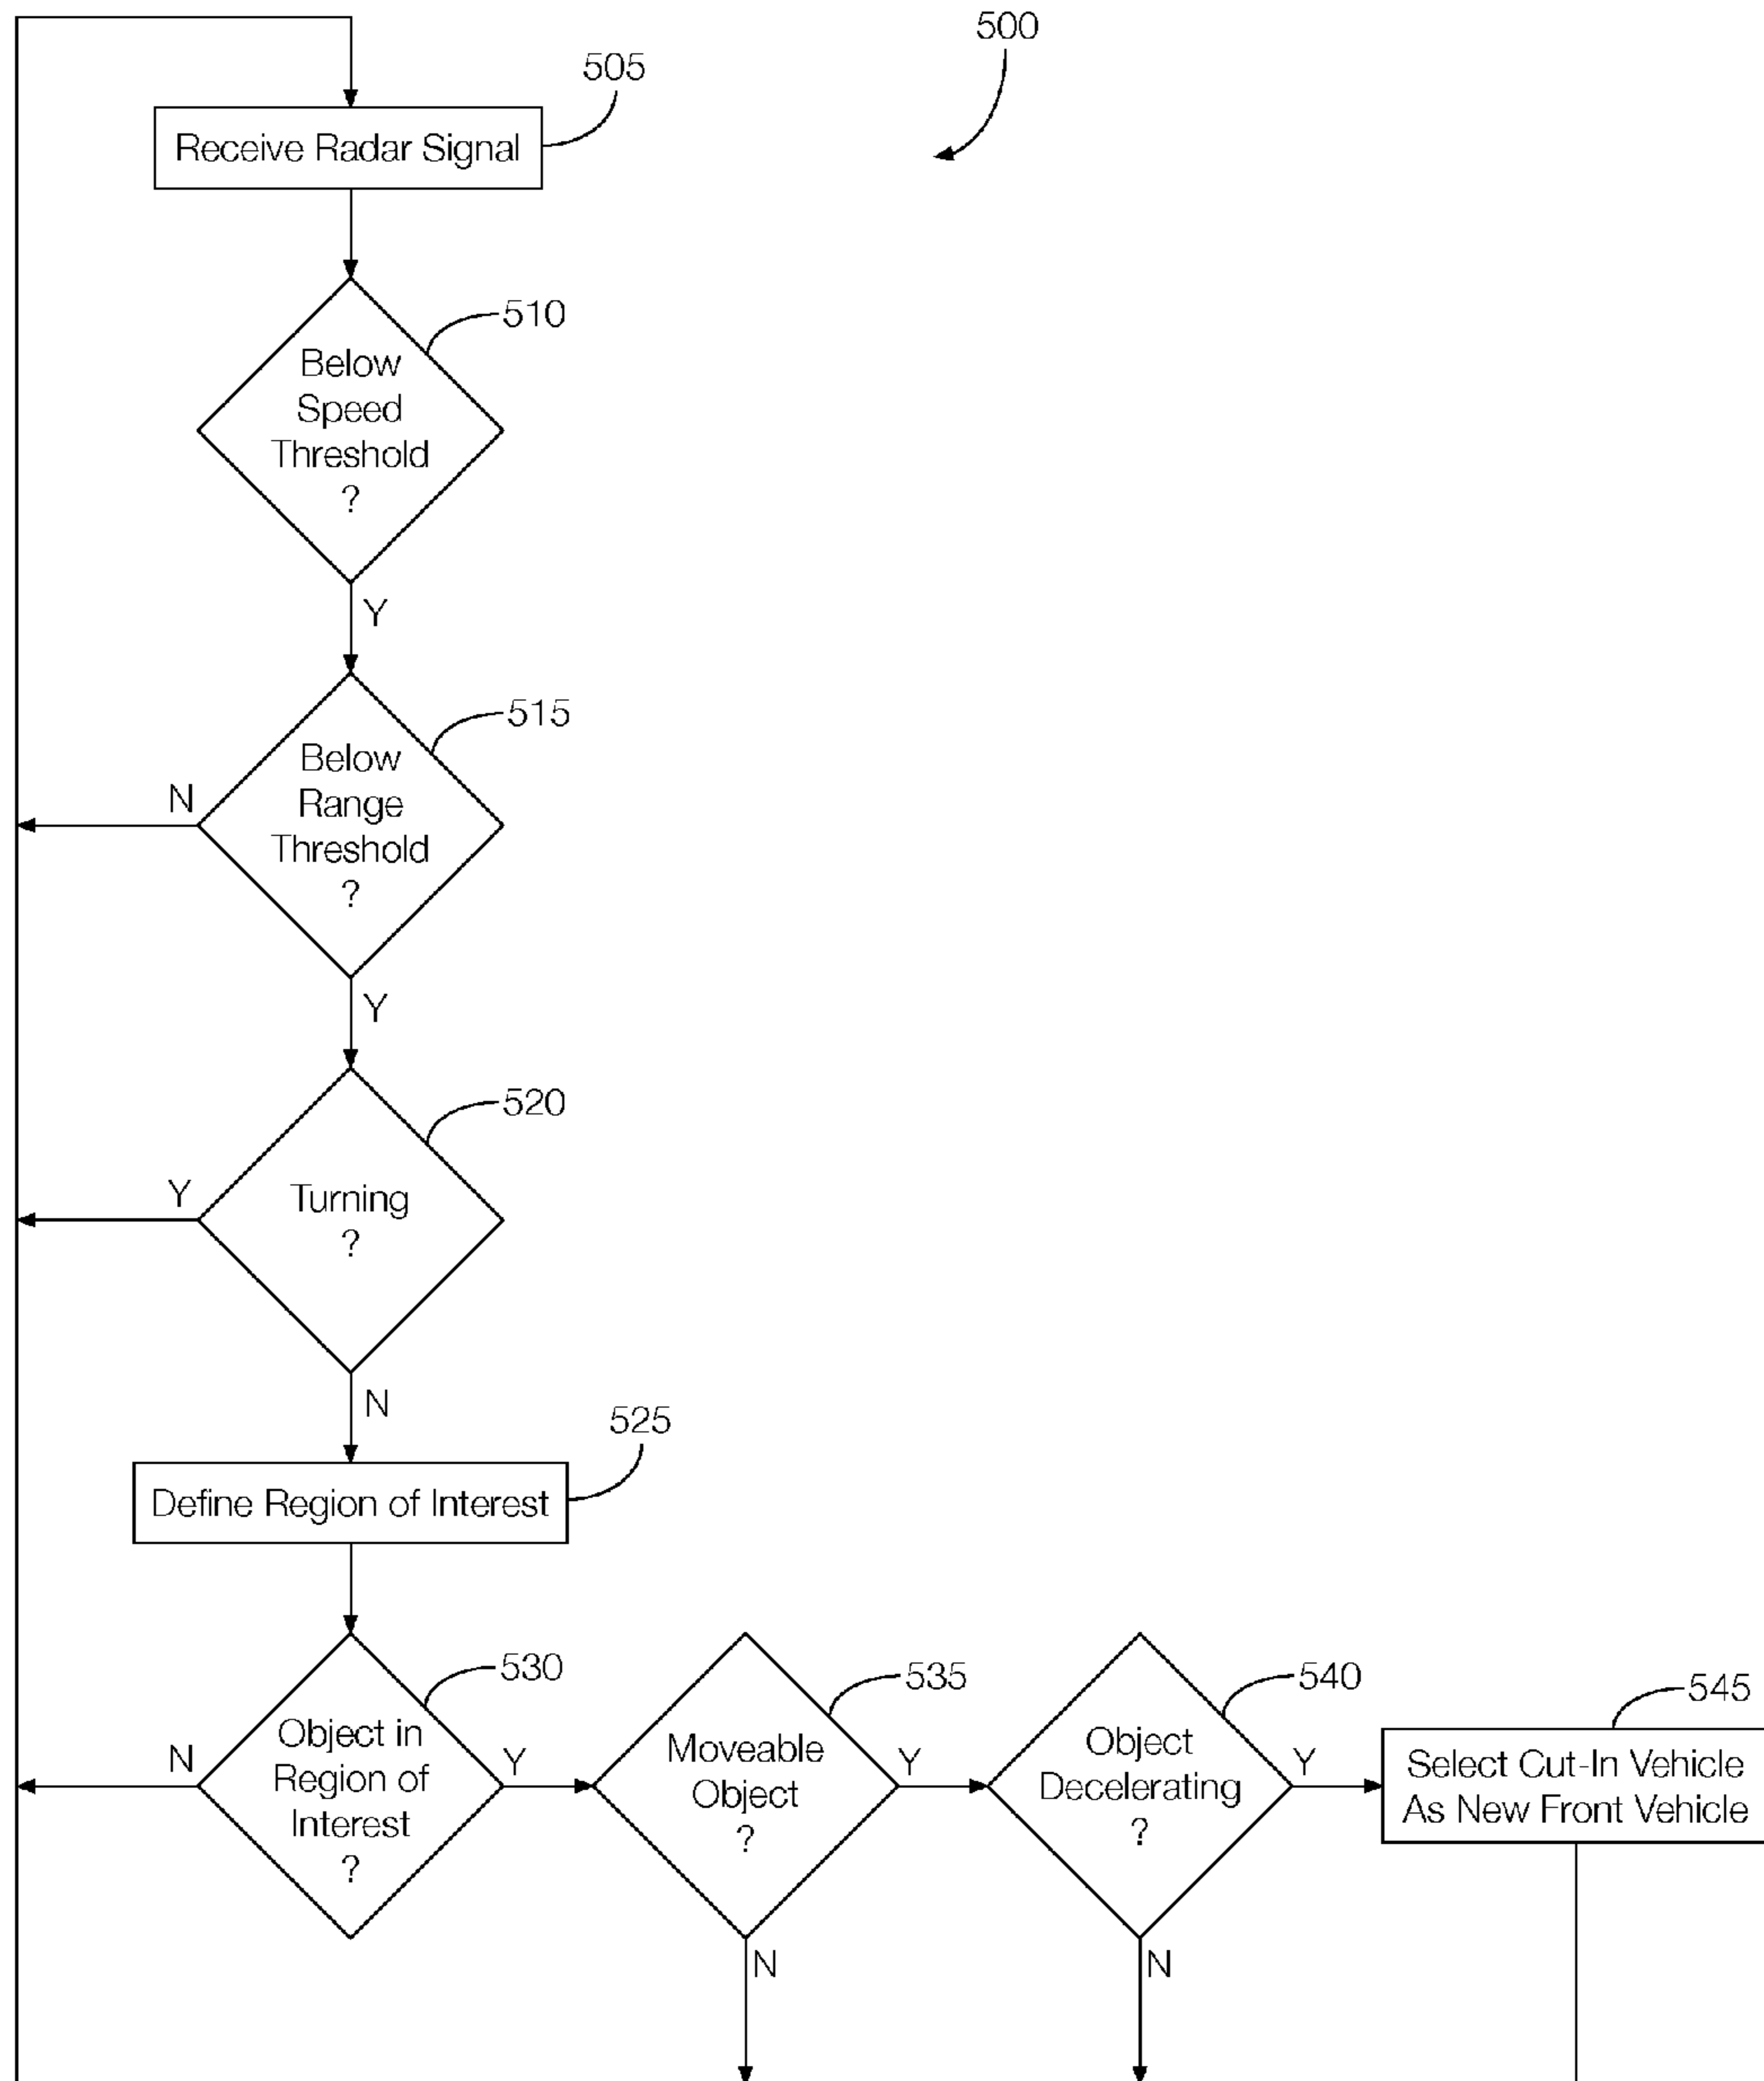 500
505
Receive Radar Signal
510
Below
Speed
Threshold
?
Y
515
Below
Range
Threshold
?
N
Y
520
Turning
?
Y
N
525
Define Region of Interest
530
Object in
Region of
Interest
?
N
Y
535
Moveable
Object
?
Y
N
540
Object
Decelerating
?
Y
N
545
Select Cut-In Vehicle
As New Front Vehicle